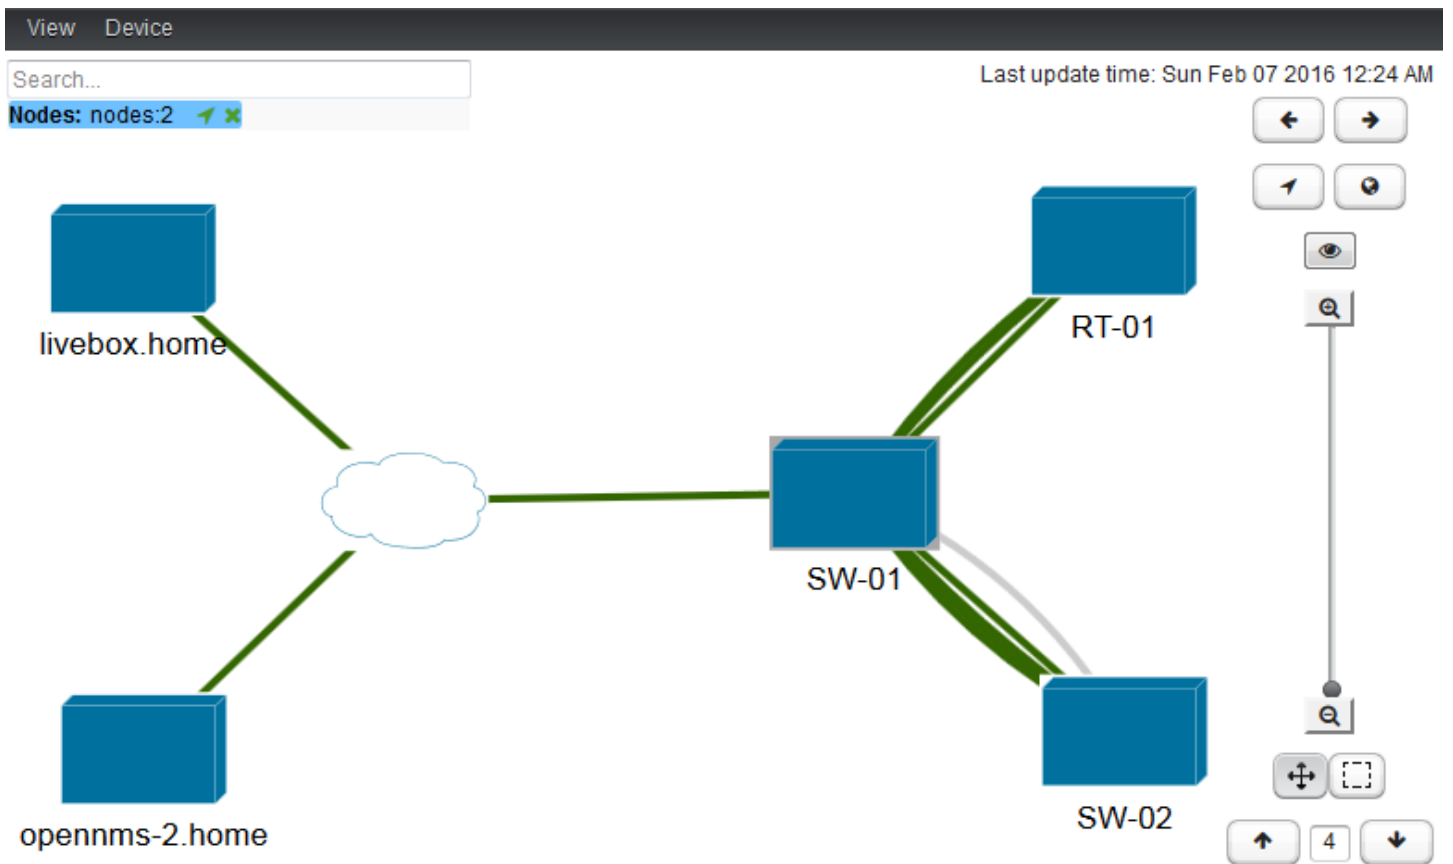 View Device
Search...
Last update time: Sun Feb 07 2016 12:24 AM
Nodes: nodes:2
livebox.home
RT-01
SW-01
SW-02
opennms-2.home
4